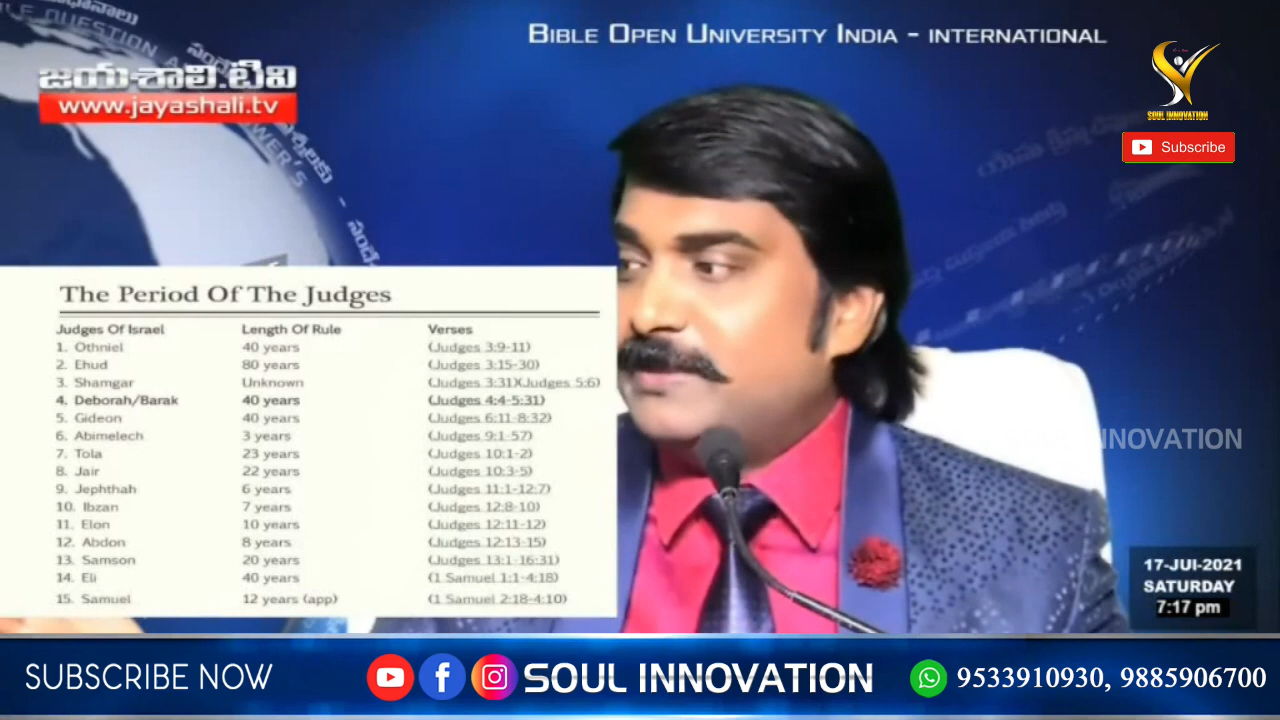 BIBLE OPEN UNIVERSITY INDIA - INTERNATIONAL
జయశాలి.టివి
www.jayashali.tv
SOUL INNOVATION
Subscribe
The Period Of The Judges
Judges Of Israel Length Of Rule Verses
1. Othniel 40 years (Judges 3:9-11)
2. Ehud 80 years (Judges 3:15-30)
3. Shamgar Unknown (Judges 3:31)(Judges 5:6)
4. Deborah/Barak 40 years (Judges 4:4-5:31)
5. Gideon 40 years (Judges 6:11-8:32)
6. Abimelech 3 years (Judges 9:1-57)
7. Tola 23 years (Judges 10:1-2)
8. Jair 22 years (Judges 10:3-5)
9. Jephthah 6 years (Judges 11:1-12:7)
10. Ibzan 7 years (Judges 12:8-10)
11. Elon 10 years (Judges 12:11-12)
12. Abdon 8 years (Judges 12:13-15)
13. Samson 20 years (Judges 13:1-16:31)
14. Eli 40 years (1 Samuel 1:1-4:18)
15. Samuel 12 years (app) (1 Samuel 2:18-4:10)
17-JUl-2021
SATURDAY
7:17 pm
SUBSCRIBE NOW SOUL INNOVATION 9533910930, 9885906700